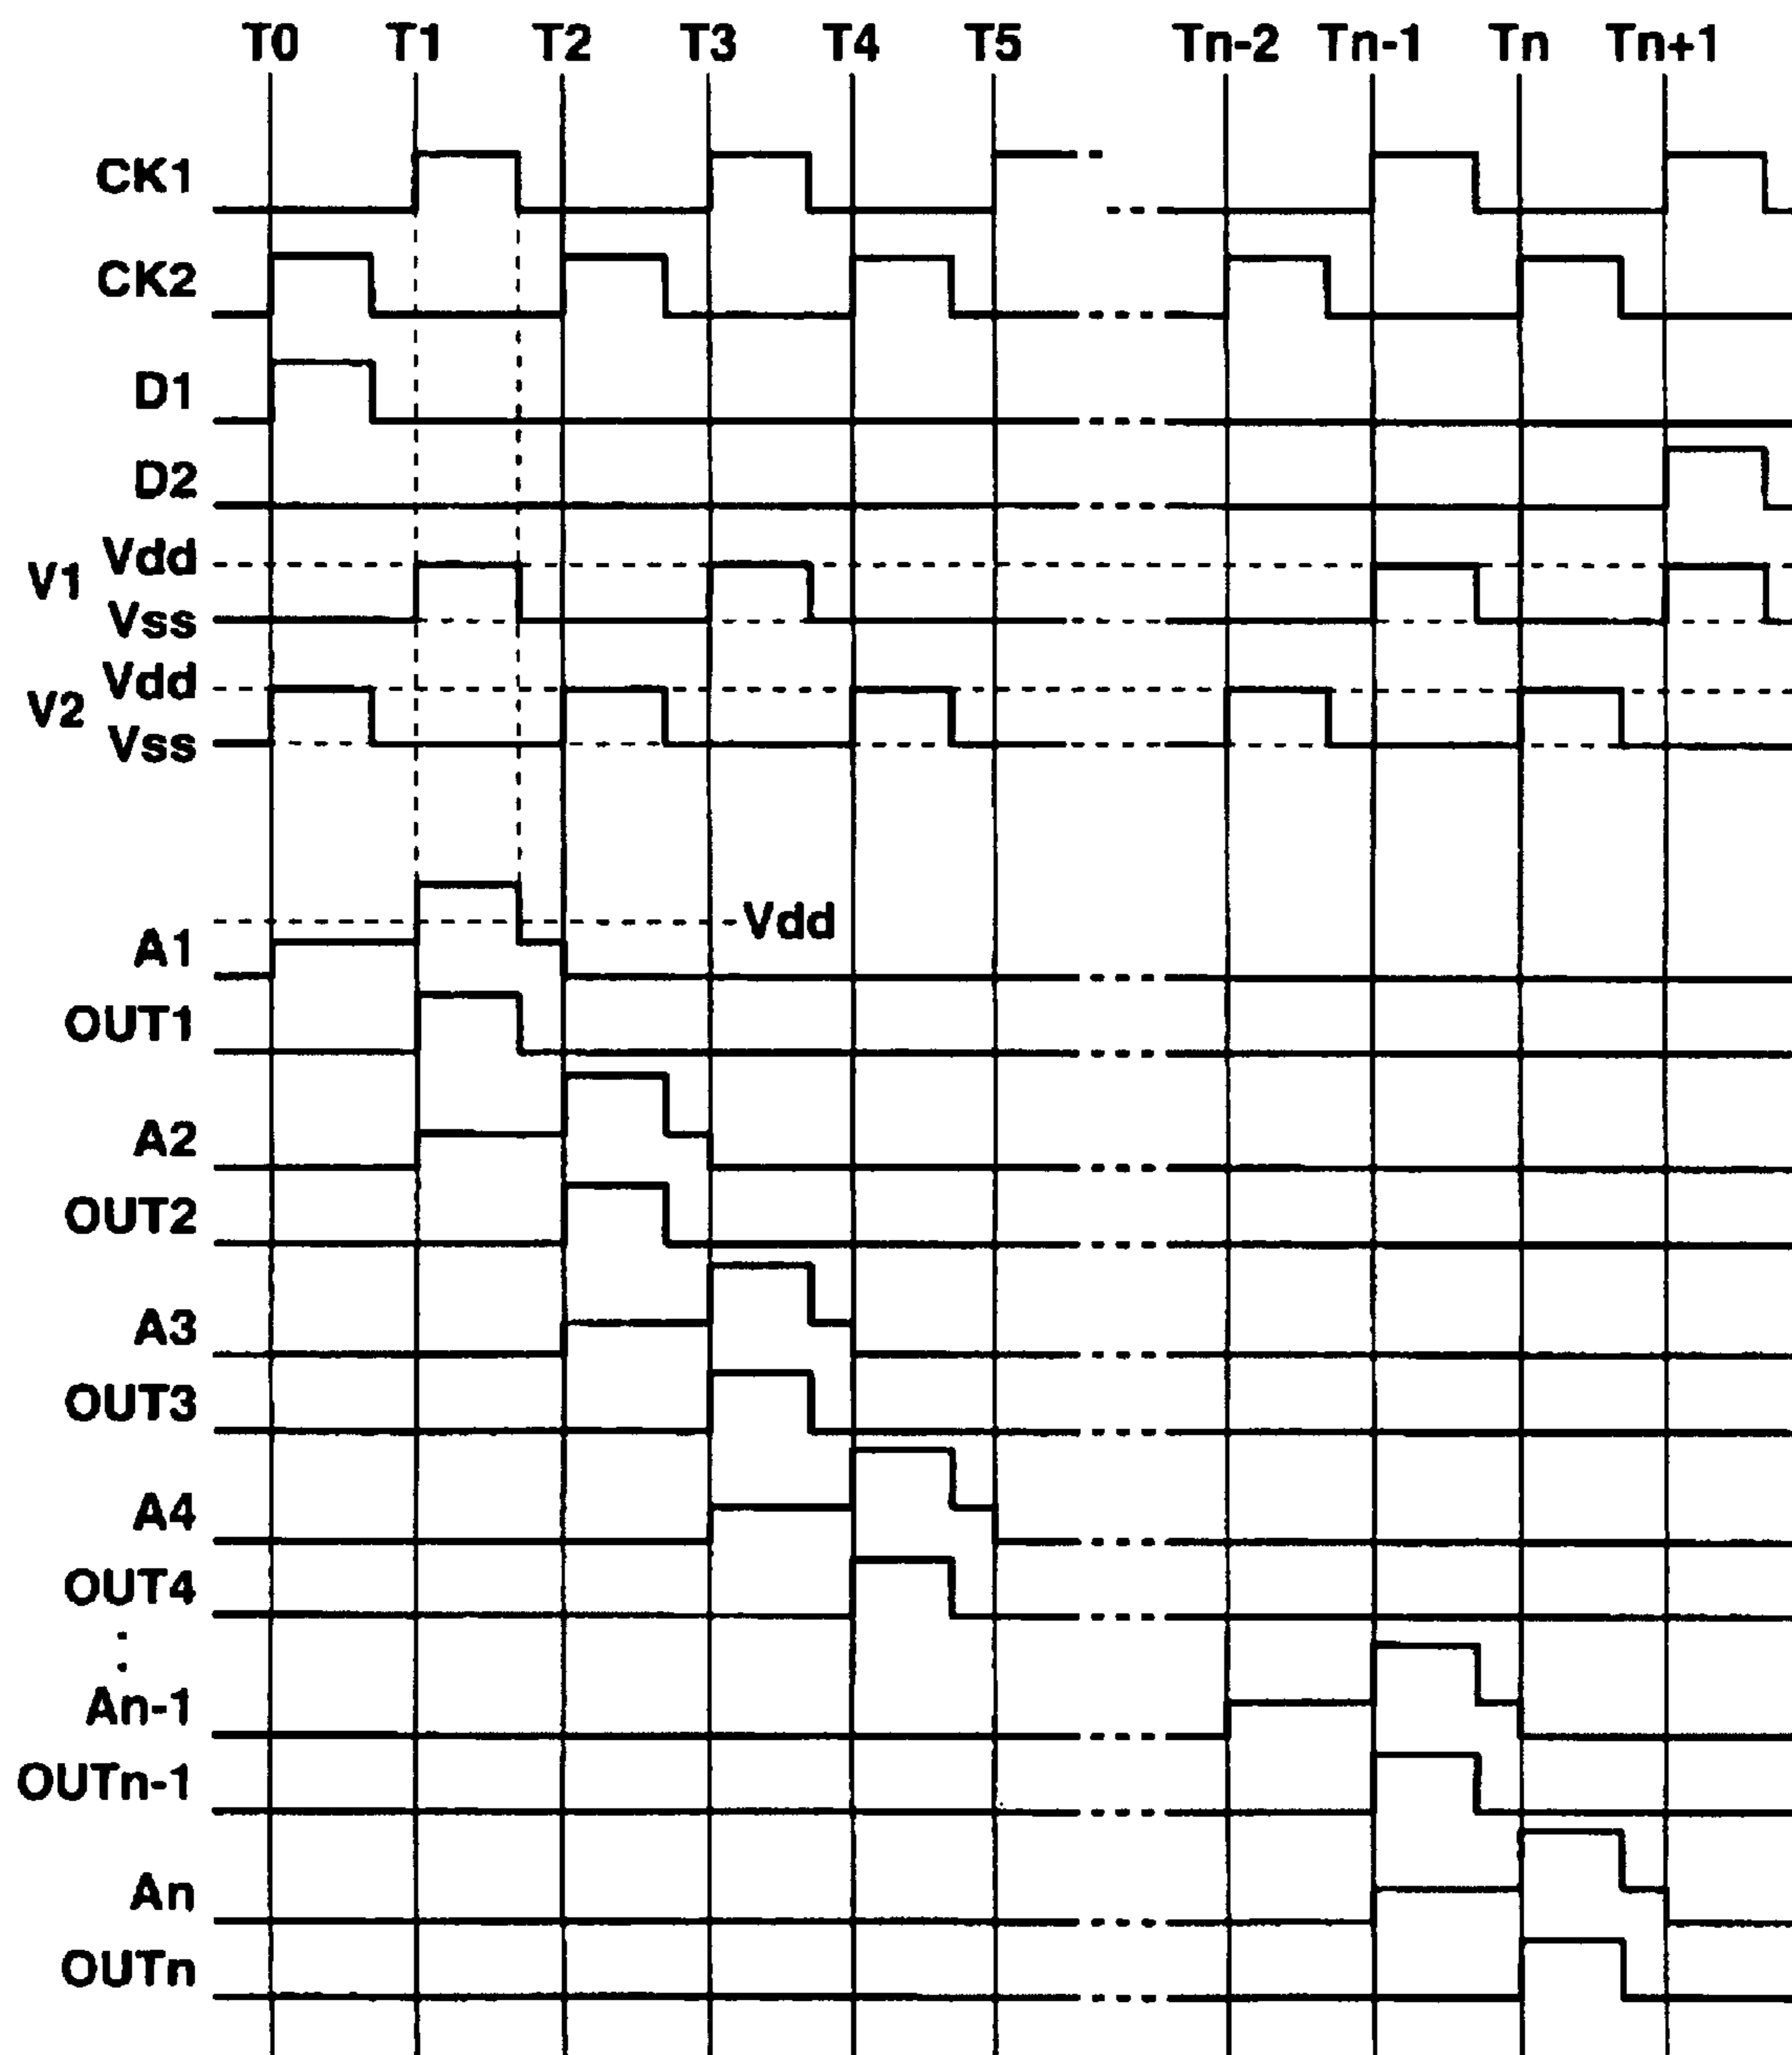 T0 T1 T2 T3 T4 T5 Tn-2 Tn-1 Tn Tn+1
CK1
CK2
D1
D2
V1 Vdd
Vss
V2 Vdd
Vss
Vdd
A1
OUT1
A2
OUT2
A3
OUT3
A4
OUT4
:
An-1
OUTn-1
An
OUTn